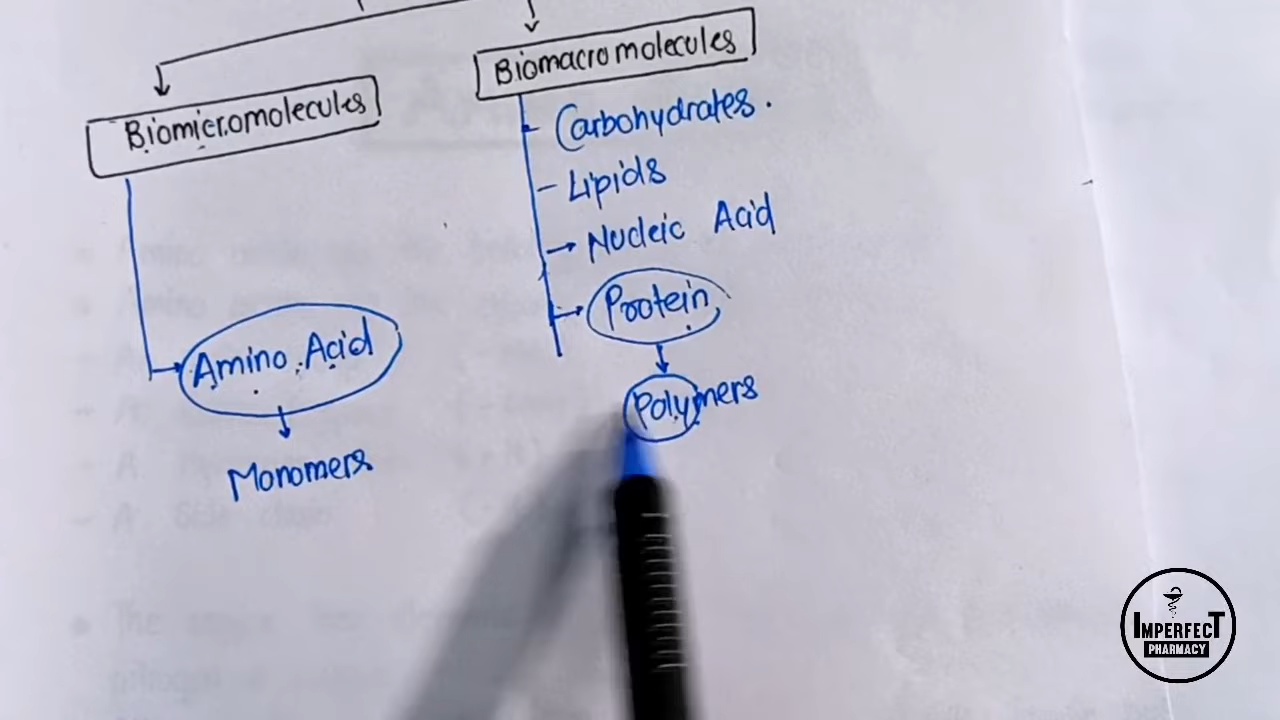 Biomacromolecules
Biomicromolecules
- Carbohydrates.
- Lipids
→ Nucleic Acid
→ Protein
Amino Acid
Polymers
Monomers
IMPERFECT
PHARMACY